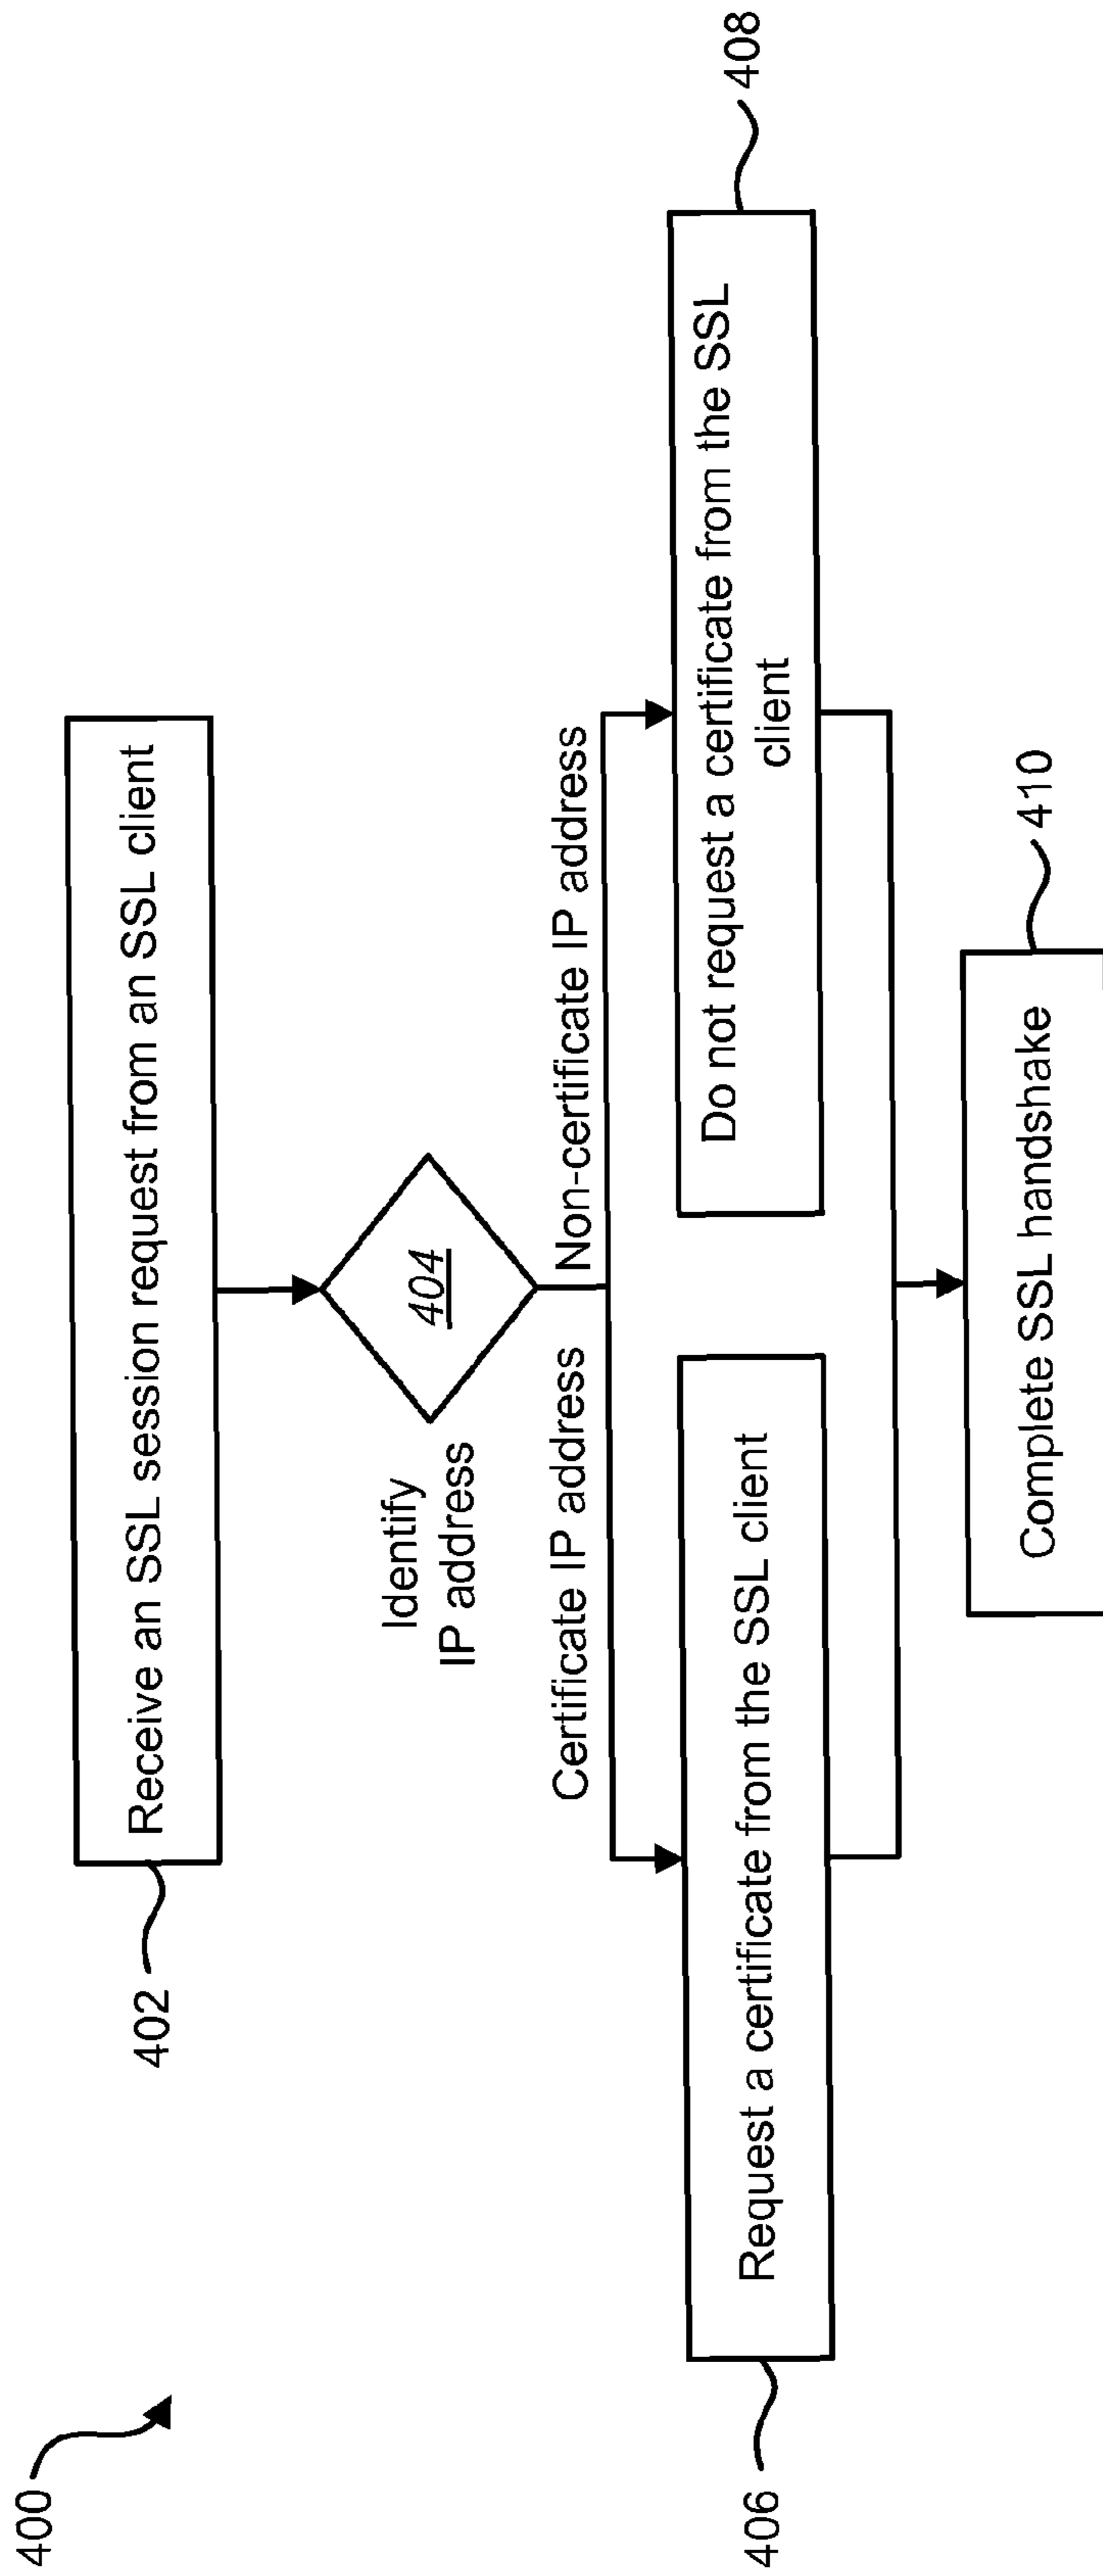 400
402
Receive an SSL session request from an SSL client
Identify
IP address
404
Certificate IP address
Non-certificate IP address
406
Request a certificate from the SSL client
Do not request a certificate from the SSL
client
408
Complete SSL handshake
410